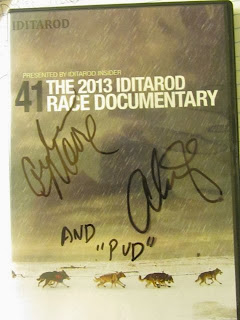 IDITAROD
PRESENTED BY IDITAROD INSIDER
41 THE 2013 IDITAROD
RACE DOCUMENTARY
AND
"PUD"